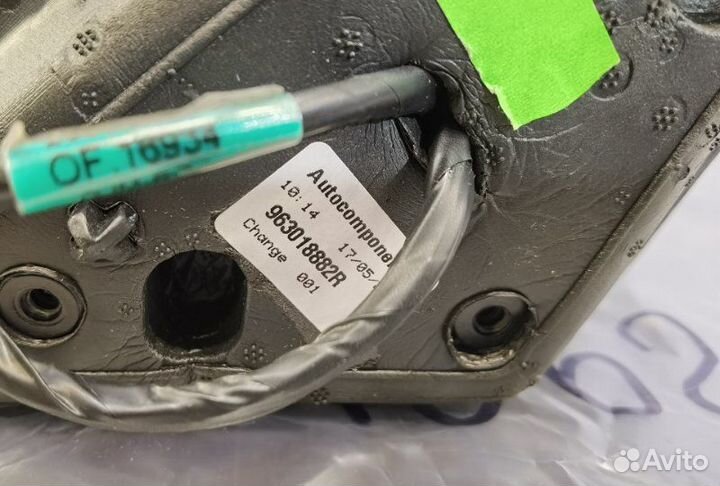 OF 16934
Autocompone
10:14 17/05/
963018882R
Change 001
Avito